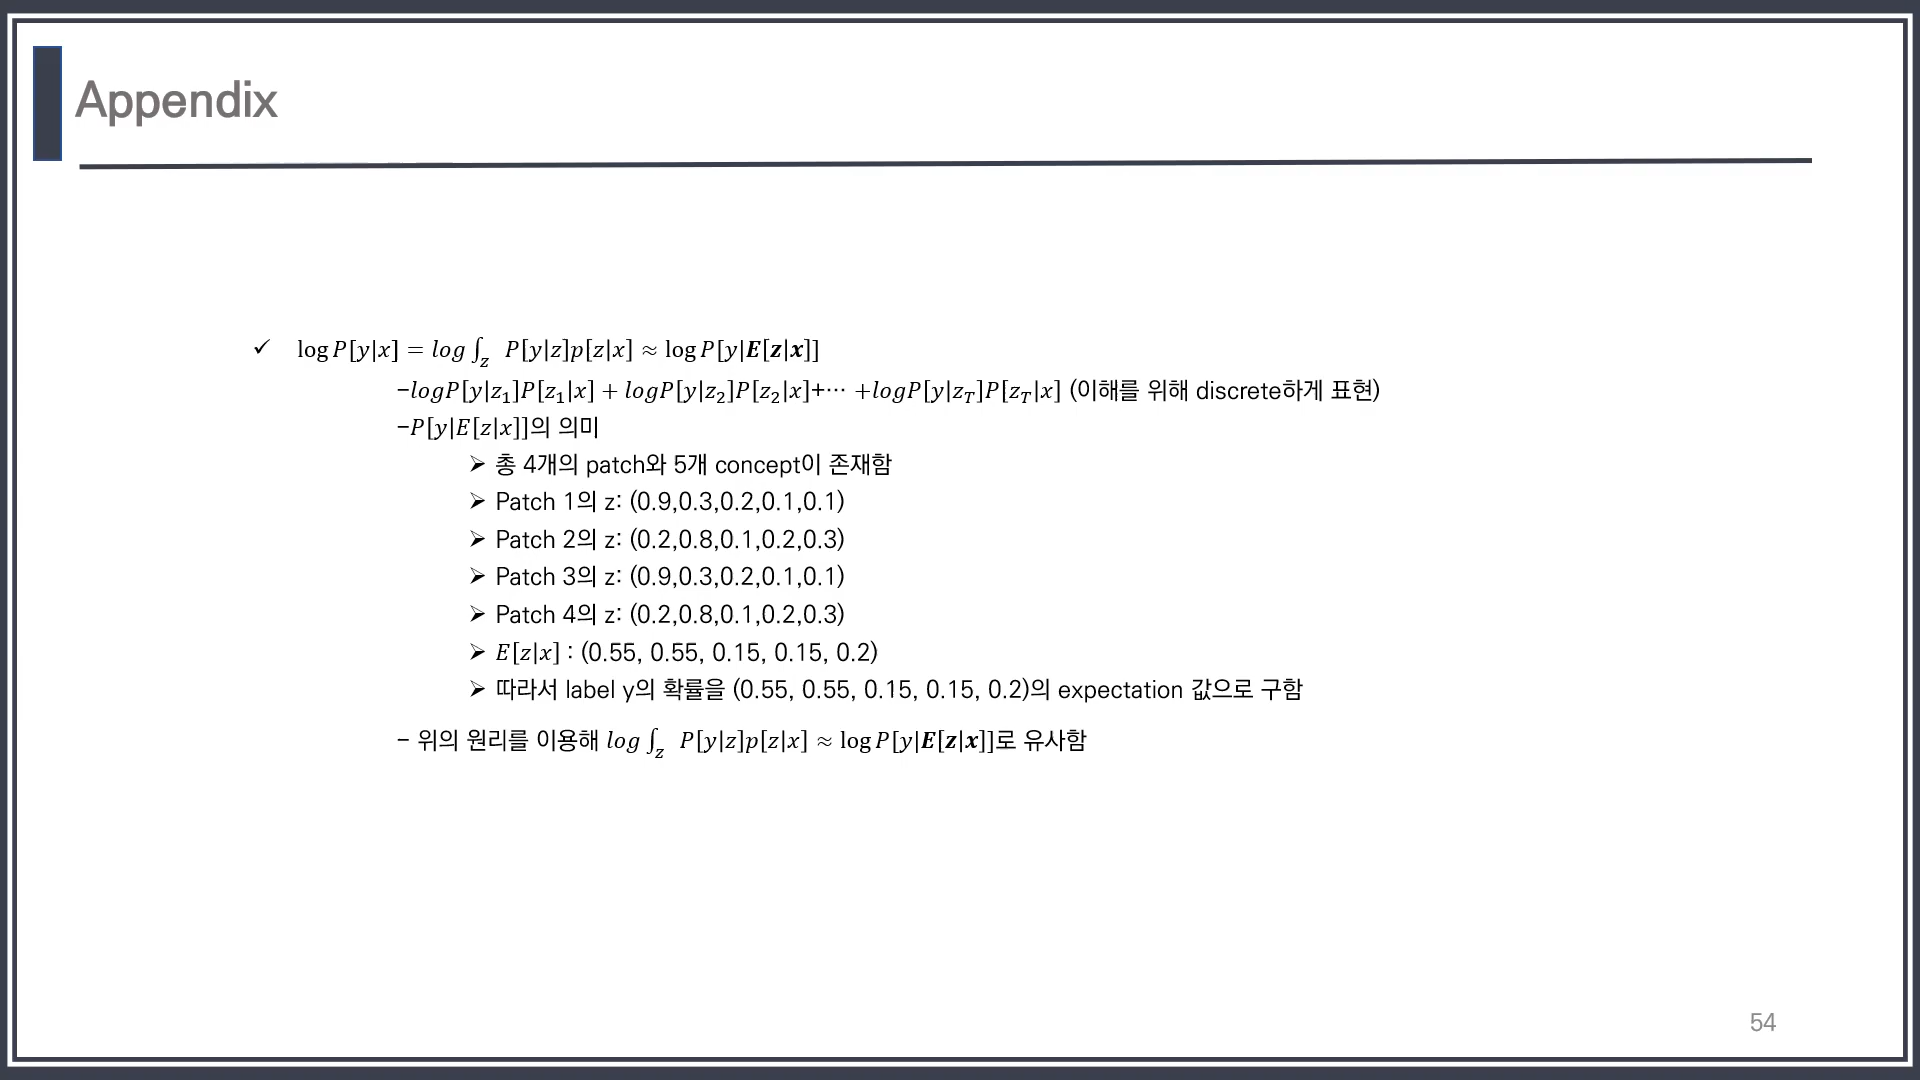 Appendix
✓ log P[y|x] = log ∫_z P[y|z]p[z|x] ≈ log P[y|E[z|x]]
−logP[y|z₁]P[z₁|x] + logP[y|z₂]P[z₂|x]+⋯ +logP[y|z_T]P[z_T|x] (이해를 위해 discrete하게 표현)
−P[y|E[z|x]]의 의미
➢ 총 4개의 patch와 5개 concept이 존재함
➢ Patch 1의 z: (0.9,0.3,0.2,0.1,0.1)
➢ Patch 2의 z: (0.2,0.8,0.1,0.2,0.3)
➢ Patch 3의 z: (0.9,0.3,0.2,0.1,0.1)
➢ Patch 4의 z: (0.2,0.8,0.1,0.2,0.3)
➢ E[z|x] : (0.55, 0.55, 0.15, 0.15, 0.2)
➢ 따라서 label y의 확률을 (0.55, 0.55, 0.15, 0.15, 0.2)의 expectation 값으로 구함
− 위의 원리를 이용해 log ∫_z P[y|z]p[z|x] ≈ log P[y|E[z|x]]로 유사함
54